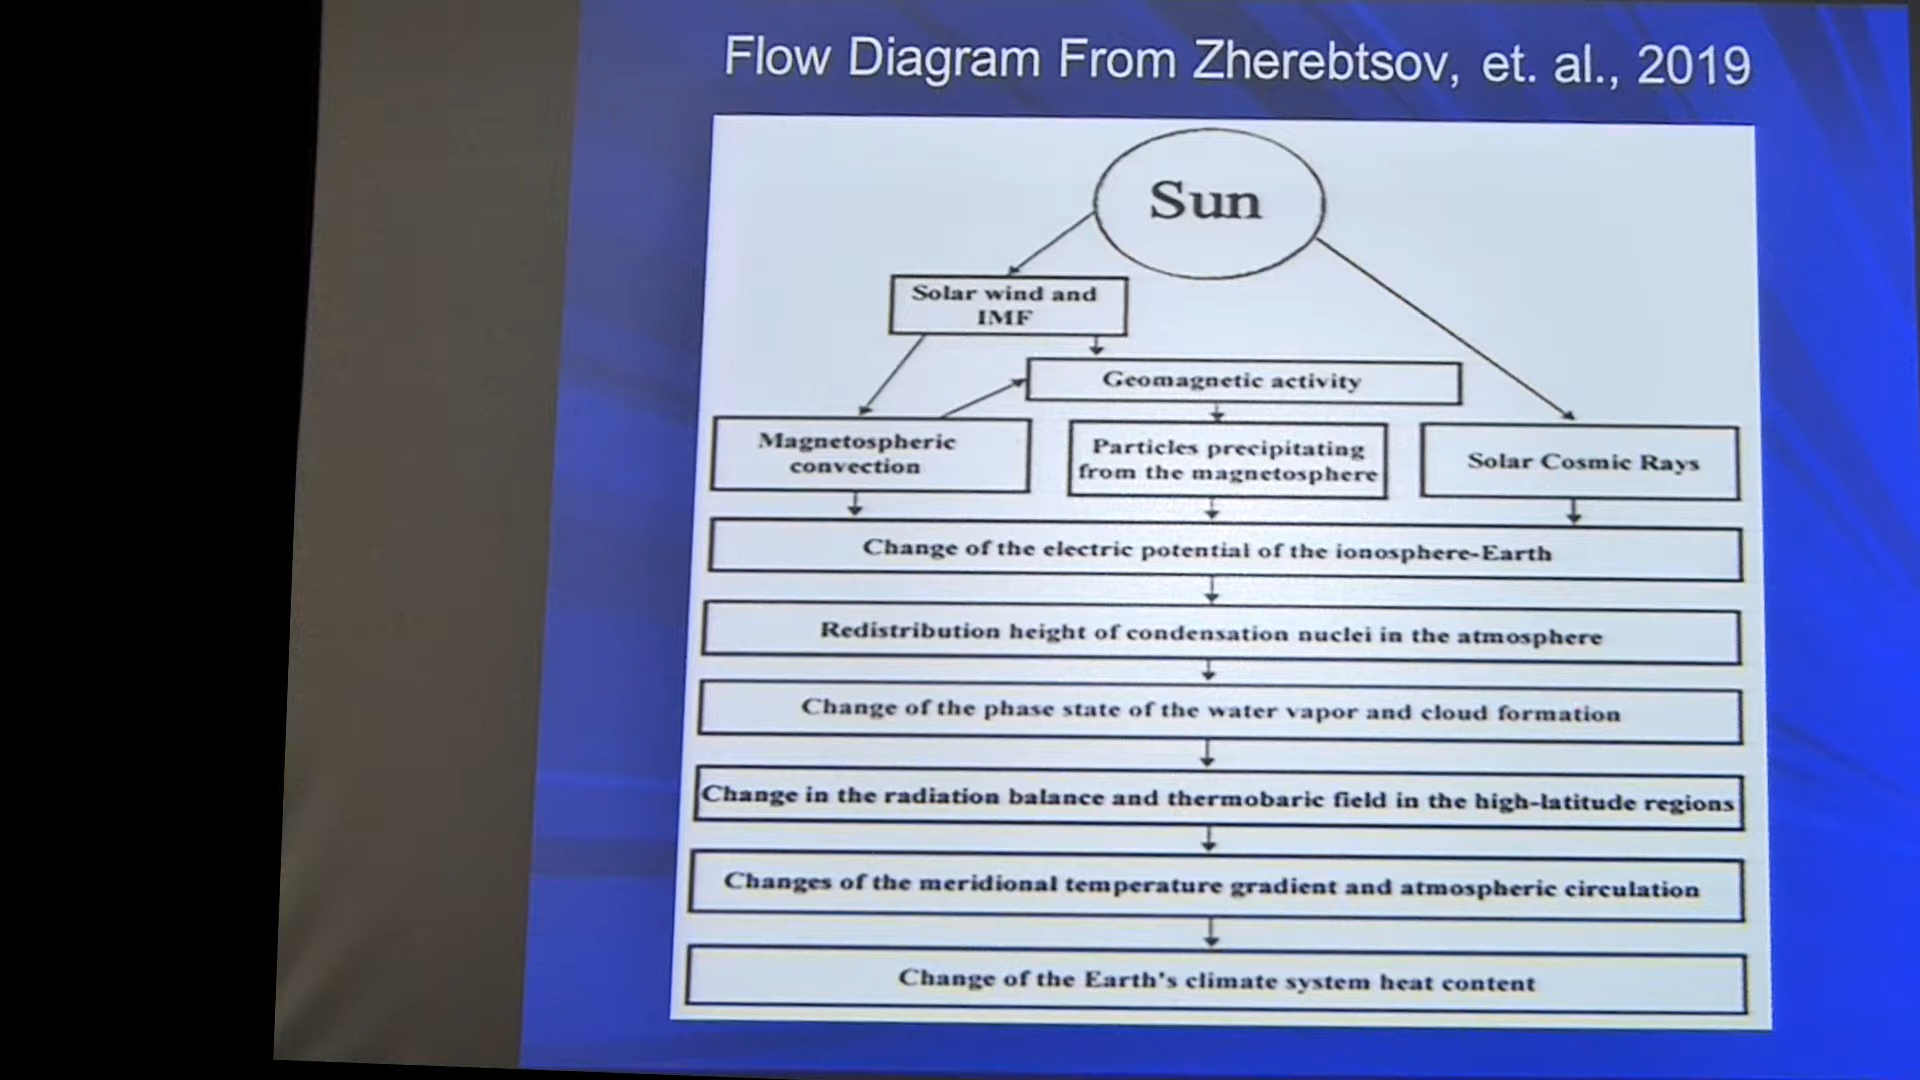 Flow Diagram From Zherebtsov, et. al., 2019
Sun
Solar wind and
IMF
Geomagnetic activity
Magnetospheric
convection
Particles precipitating
from the magnetosphere
Solar Cosmic Rays
Change of the electric potential of the ionosphere-Earth
Redistribution height of condensation nuclei in the atmosphere
Change of the phase state of the water vapor and cloud formation
Change in the radiation balance and thermobaric field in the high-latitude regions
Changes of the meridional temperature gradient and atmospheric circulation
Change of the Earth's climate system heat content